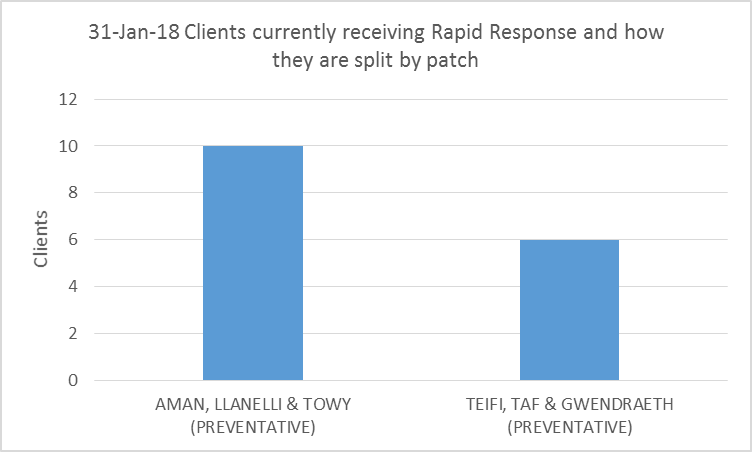 31-Jan-18 Clients currently receiving Rapid Response and how
they are split by patch
12
10
8
6
4
2
0
Clients
AMAN, LLANELLI & TOWY
(PREVENTATIVE)
TEIFI, TAF & GWENDRAETH
(PREVENTATIVE)